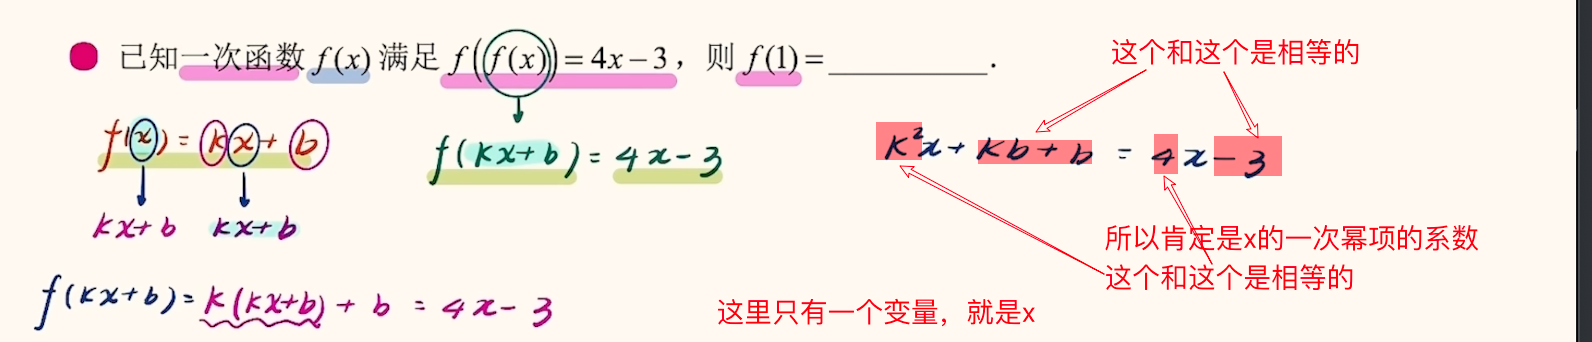 已知一次函数 f(x) 满足 f(f(x))=4x−3，则 f(1)=__________．
这个和这个是相等的
f(x) = kx+b
f(kx+b) = 4x−3
k²x+kb+b = 4x−3
kx+b kx+b
所以肯定是x的一次幂项的系数
这个和这个是相等的
f(kx+b) = k(kx+b)+b = 4x−3
这里只有一个变量，就是x